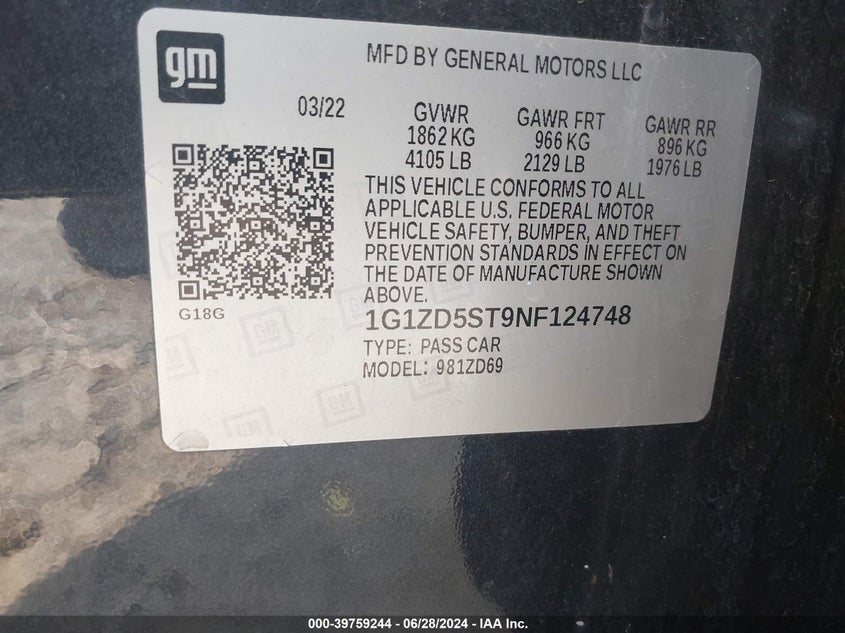 gm
MFD BY GENERAL MOTORS LLC
03/22
GVWR
1862 KG
4105 LB
GAWR FRT
966 KG
2129 LB
GAWR RR
896 KG
1976 LB
THIS VEHICLE CONFORMS TO ALL
APPLICABLE U.S. FEDERAL MOTOR
VEHICLE SAFETY, BUMPER, AND THEFT
PREVENTION STANDARDS IN EFFECT ON
THE DATE OF MANUFACTURE SHOWN
ABOVE.
G18G
1G1ZD5ST9NF124748
TYPE: PASS CAR
MODEL: 981ZD69
GM
GM
GM
000-39759244 - 06/28/2024 - IAA Inc.